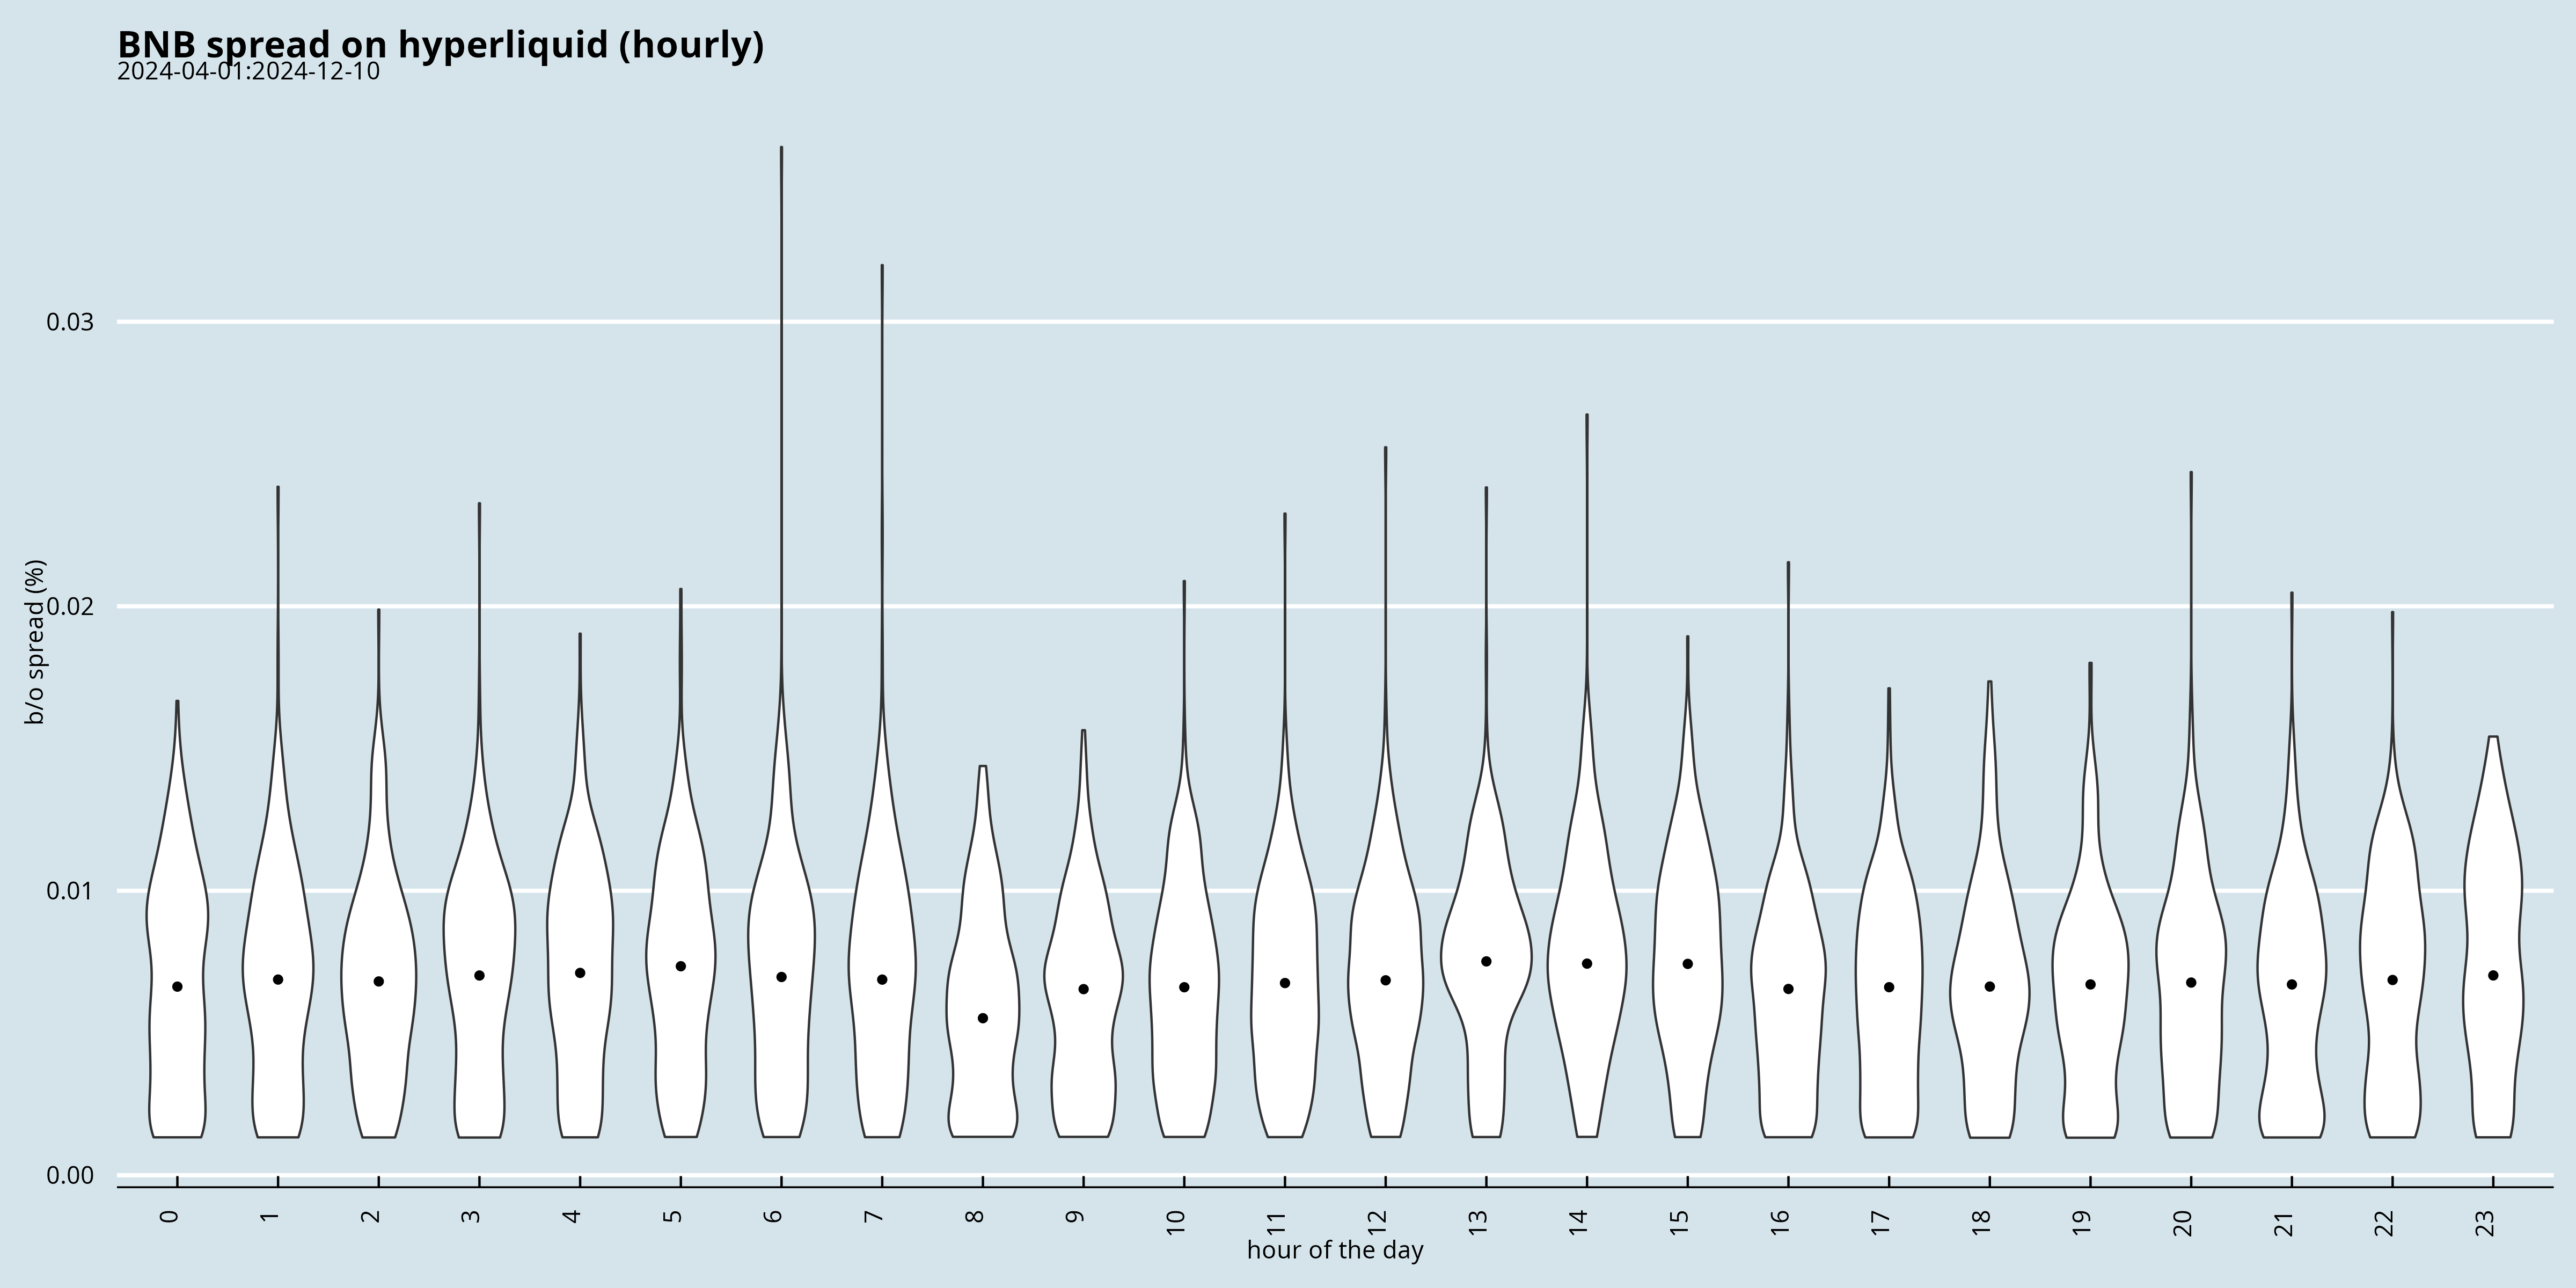 BNB spread on hyperliquid (hourly)
2024-04-01:2024-12-10
b/o spread (%)
0.03
0.02
0.01
0.00
0 1 2 3 4 5 6 7 8 9 10 11 12 13 14 15 16 17 18 19 20 21 22 23
hour of the day